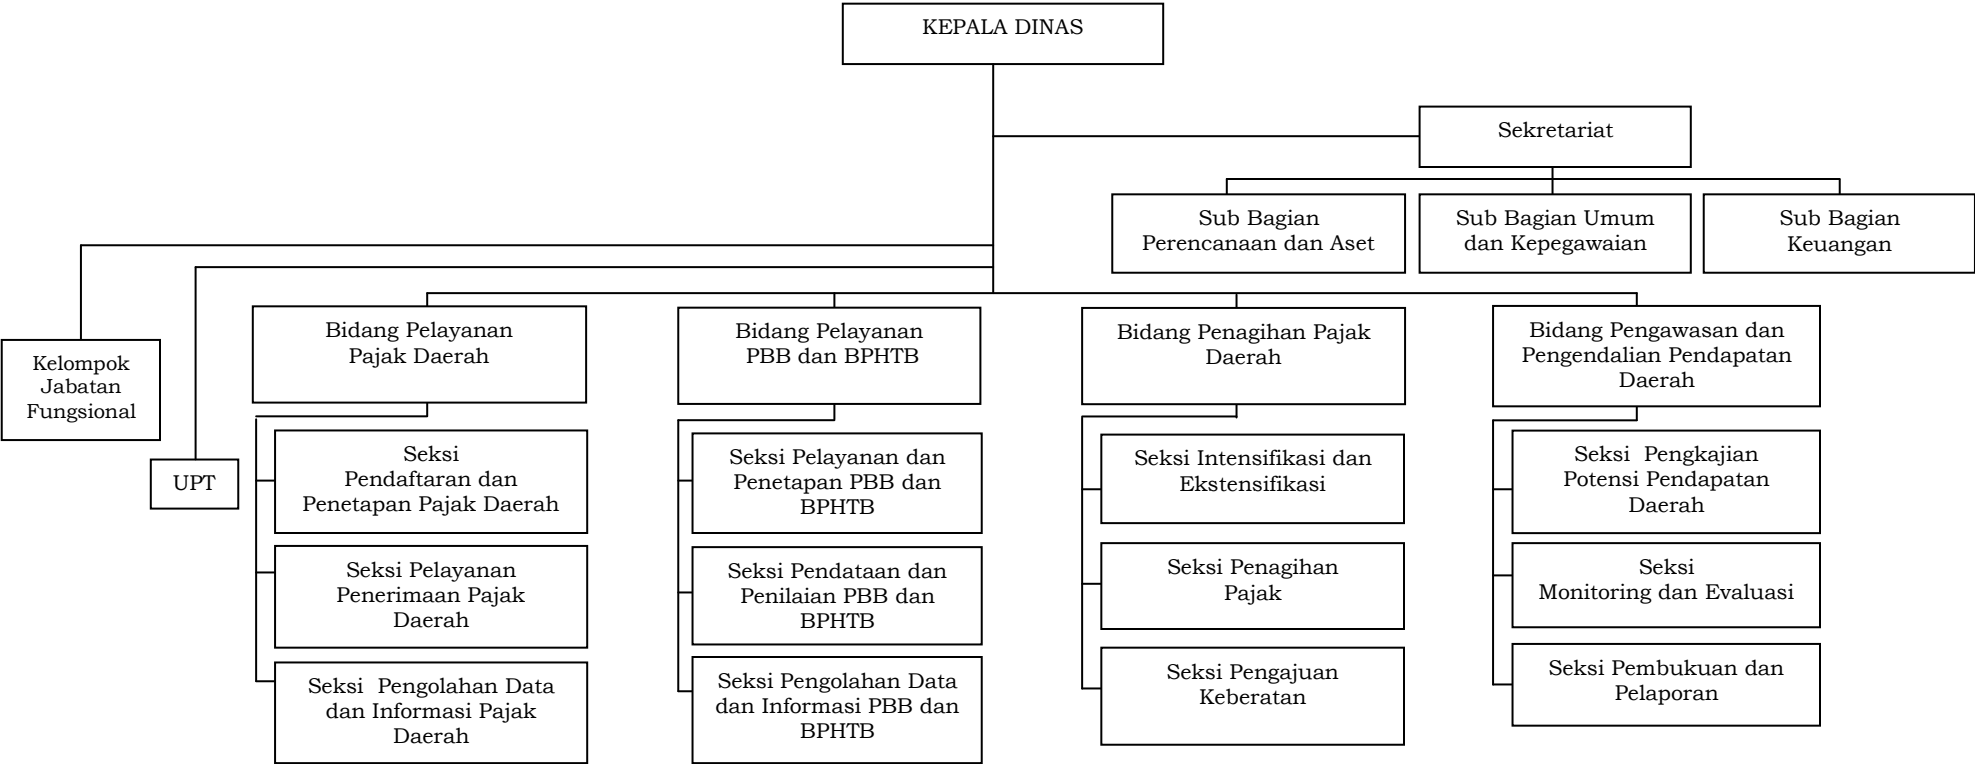 KEPALA DINAS
Sekretariat
Sub Bagian
Perencanaan dan Aset
Sub Bagian Umum
dan Kepegawaian
Sub Bagian
Keuangan
Kelompok
Jabatan
Fungsional
UPT
Bidang Pelayanan
Pajak Daerah
Seksi
Pendaftaran dan
Penetapan Pajak Daerah
Seksi Pelayanan
Penerimaan Pajak
Daerah
Seksi  Pengolahan Data
dan Informasi Pajak
Daerah
Bidang Pelayanan
PBB dan BPHTB
Seksi Pelayanan dan
Penetapan PBB dan
BPHTB
Seksi Pendataan dan
Penilaian PBB dan
BPHTB
Seksi Pengolahan Data
dan Informasi PBB dan
BPHTB
Bidang Penagihan Pajak
Daerah
Seksi Intensifikasi dan
Ekstensifikasi
Seksi Penagihan
Pajak
Seksi Pengajuan
Keberatan
Bidang Pengawasan dan
Pengendalian Pendapatan
Daerah
Seksi  Pengkajian
Potensi Pendapatan
Daerah
Seksi
Monitoring dan Evaluasi
Seksi Pembukuan dan
Pelaporan